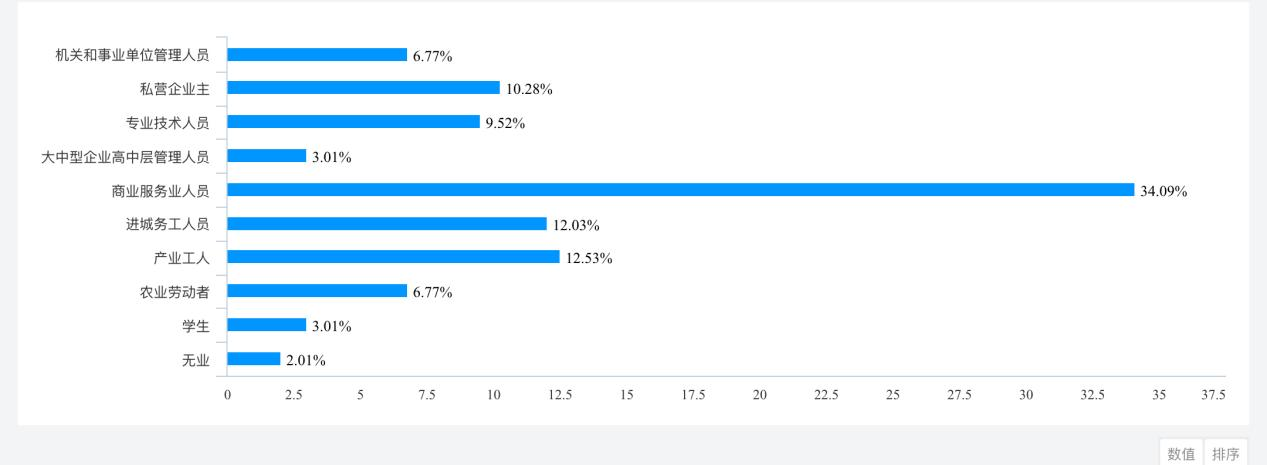 机关和事业单位管理人员 6.77%
私营企业主 10.28%
专业技术人员 9.52%
大中型企业高中层管理人员 3.01%
商业服务业人员 34.09%
进城务工人员 12.03%
产业工人 12.53%
农业劳动者 6.77%
学生 3.01%
无业 2.01%
0 2.5 5 7.5 10 12.5 15 17.5 20 22.5 25 27.5 30 32.5 35 37.5
数值 排序